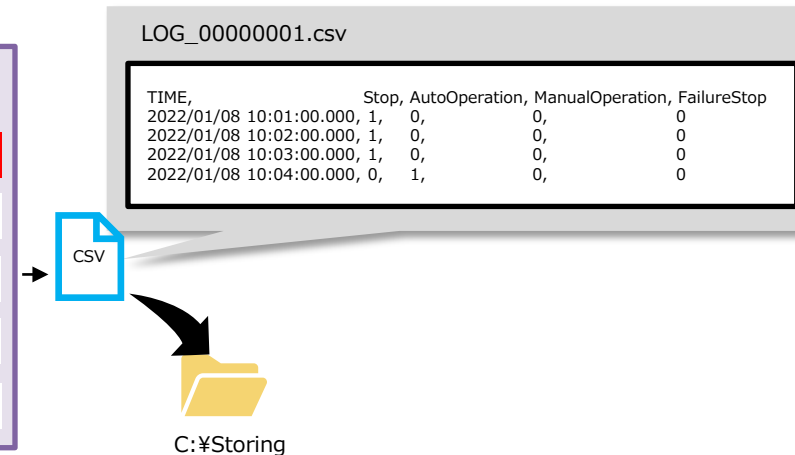 LOG_00000001.csv
TIME, Stop, AutoOperation, ManualOperation, FailureStop
2022/01/08 10:01:00.000, 1, 0, 0, 0
2022/01/08 10:02:00.000, 1, 0, 0, 0
2022/01/08 10:03:00.000, 1, 0, 0, 0
2022/01/08 10:04:00.000, 0, 1, 0, 0
CSV
C:¥Storing